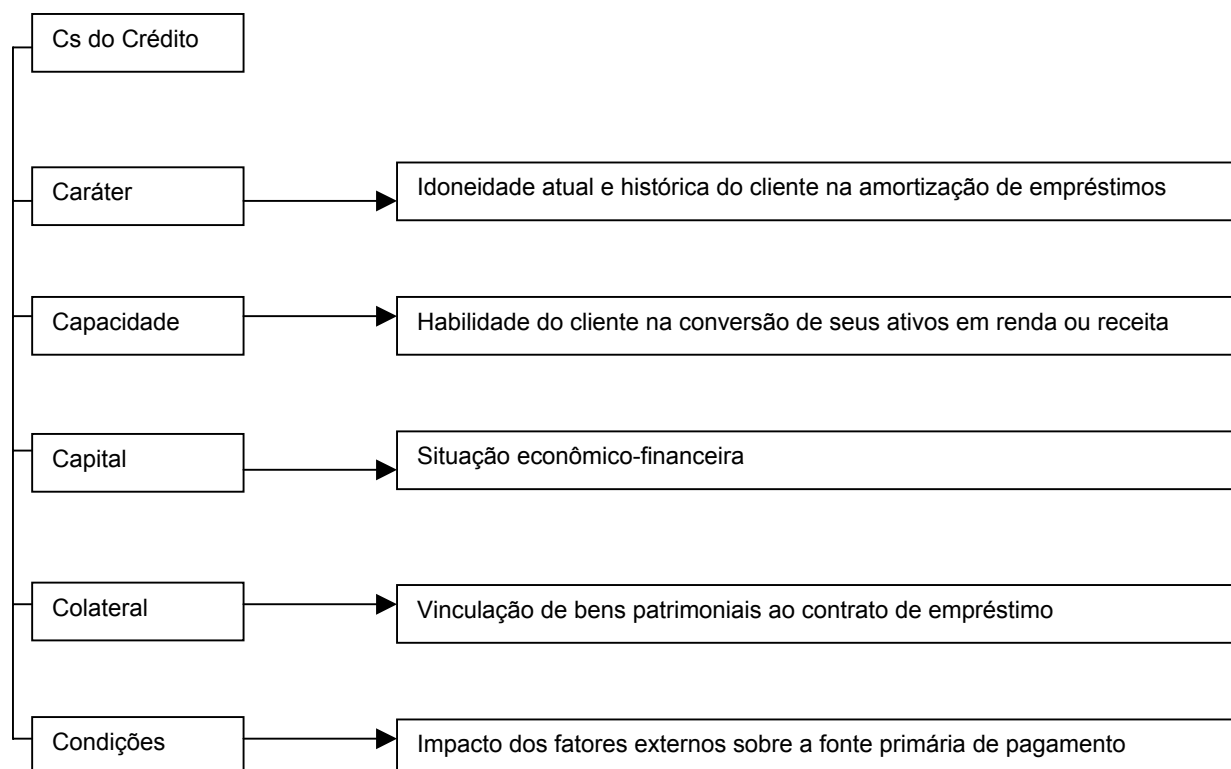 Cs do Crédito
Caráter
Idoneidade atual e histórica do cliente na amortização de empréstimos
Capacidade
Habilidade do cliente na conversão de seus ativos em renda ou receita
Capital
Situação econômico-financeira
Colateral
Vinculação de bens patrimoniais ao contrato de empréstimo
Condições
Impacto dos fatores externos sobre a fonte primária de pagamento